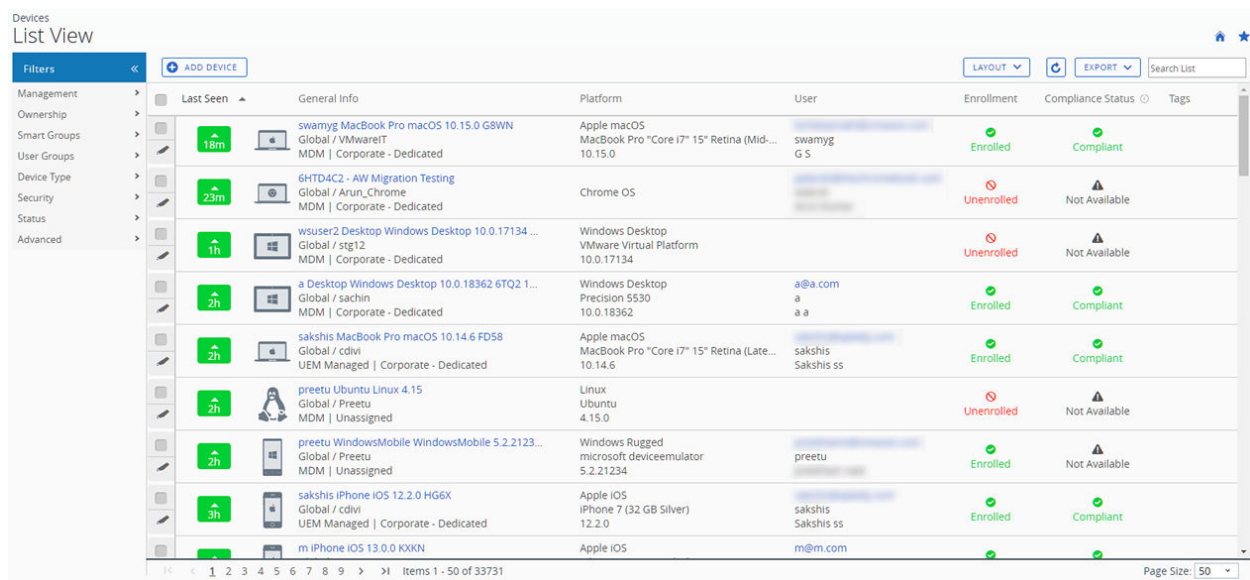 Devices
List View
Filters «
ADD DEVICE
LAYOUT
EXPORT
Search List
Management
Ownership
Smart Groups
User Groups
Device Type
Security
Status
Advanced
Last Seen
General Info
Platform
User
Enrollment
Compliance Status
Tags
18m
swamyg MacBook Pro macOS 10.15.0 G8WN
Global / VMwareIT
MDM | Corporate - Dedicated
Apple macOS
MacBook Pro "Core i7" 15" Retina (Mid-...
10.15.0
swamyg
G S
Enrolled
Compliant
23m
6HTD4C2 - AW Migration Testing
Global / Arun_Chrome
MDM | Corporate - Dedicated
Chrome OS
Unenrolled
Not Available
1h
wsuser2 Desktop Windows Desktop 10.0.17134 ...
Global / stg12
MDM | Corporate - Dedicated
Windows Desktop
VMware Virtual Platform
10.0.17134
Unenrolled
Not Available
2h
a Desktop Windows Desktop 10.0.18362 6TQ2 1...
Global / sachin
MDM | Corporate - Dedicated
Windows Desktop
Precision 5530
10.0.18362
a@a.com
a
a a
Enrolled
Compliant
2h
sakshis MacBook Pro macOS 10.14.6 FD58
Global / cdivi
UEM Managed | Corporate - Dedicated
Apple macOS
MacBook Pro "Core i7" 15" Retina (Late...
10.14.6
sakshis
Sakshis ss
Enrolled
Compliant
2h
preetu Ubuntu Linux 4.15
Global / Preetu
MDM | Unassigned
Linux
Ubuntu
4.15.0
Unenrolled
Not Available
2h
preetu WindowsMobile WindowsMobile 5.2.2123...
Global / Preetu
MDM | Unassigned
Windows Rugged
microsoft deviceemulator
5.2.21234
preetu
Enrolled
Not Available
3h
sakshis iPhone iOS 12.2.0 HG6X
Global / cdivi
UEM Managed | Corporate - Dedicated
Apple iOS
iPhone 7 (32 GB Silver)
12.2.0
sakshis
Sakshis ss
Enrolled
Compliant
m iPhone iOS 13.0.0 KXKN
Apple iOS
m@m.com
1 2 3 4 5 6 7 8 9 Items 1 - 50 of 33731
Page Size: 50